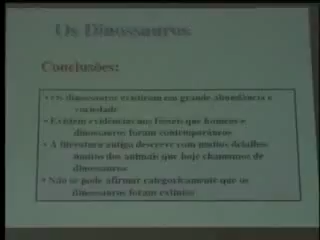 Os Dinossauros
Conclusões:
• Os dinossauros existiram em grande abundância e
sociedade
• Existem evidências nos fósseis que homens e
dinossauros foram contemporâneos
• A literatura antiga descreve com muitos detalhes
muitos dos animais que hoje chamamos de
dinossauros
• Não se pode afirmar categoricamente que os
dinossauros foram extintos